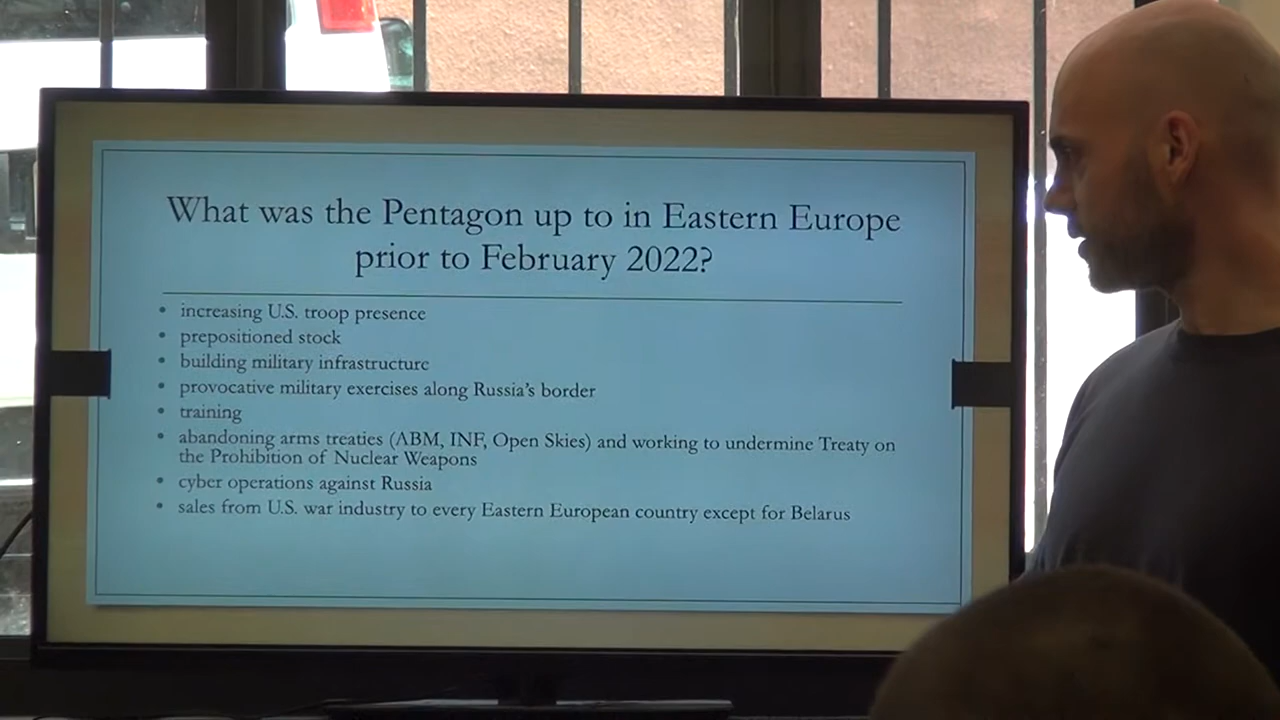 What was the Pentagon up to in Eastern Europe
prior to February 2022?
• increasing U.S. troop presence
• prepositioned stock
• building military infrastructure
• provocative military exercises along Russia's border
• training
• abandoning arms treaties (ABM, INF, Open Skies) and working to undermine Treaty on
the Prohibition of Nuclear Weapons
• cyber operations against Russia
• sales from U.S. war industry to every Eastern European country except for Belarus